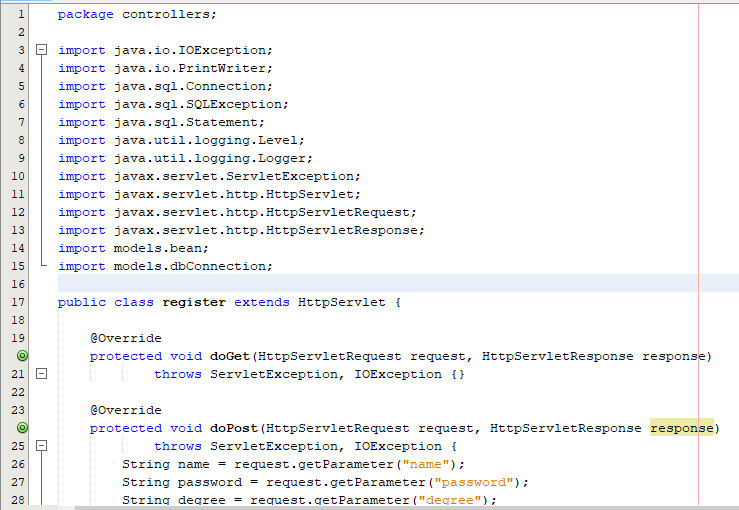 1 package controllers;
2
3 import java.io.IOException;
4 import java.io.PrintWriter;
5 import java.sql.Connection;
6 import java.sql.SQLException;
7 import java.sql.Statement;
8 import java.util.logging.Level;
9 import java.util.logging.Logger;
10 import javax.servlet.ServletException;
11 import javax.servlet.http.HttpServlet;
12 import javax.servlet.http.HttpServletRequest;
13 import javax.servlet.http.HttpServletResponse;
14 import models.bean;
15 import models.dbConnection;
16
17 public class register extends HttpServlet {
18
19 @Override
protected void doGet(HttpServletRequest request, HttpServletResponse response)
21 throws ServletException, IOException {}
22
23 @Override
protected void doPost(HttpServletRequest request, HttpServletResponse response)
25 throws ServletException, IOException {
26 String name = request.getParameter("name");
27 String password = request.getParameter("password");
28 String degree = request.getParameter("degree");